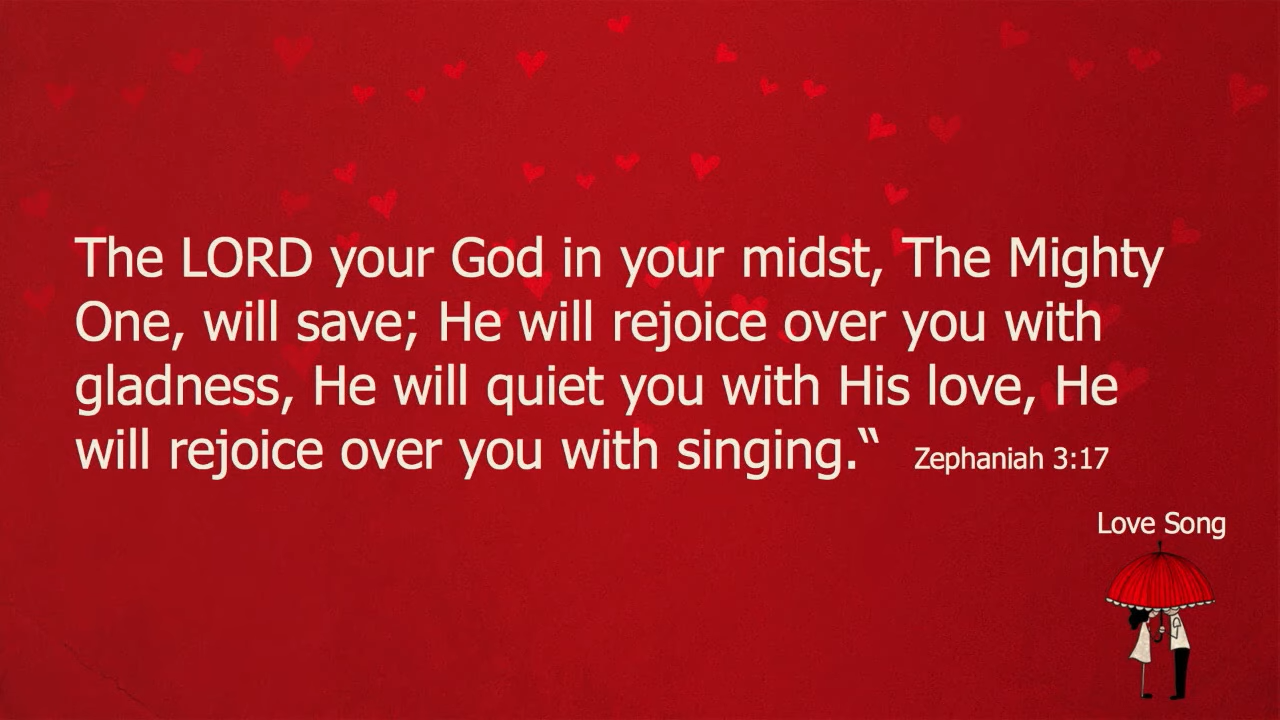 The LORD your God in your midst, The Mighty
One, will save; He will rejoice over you with
gladness, He will quiet you with His love, He
will rejoice over you with singing.“ Zephaniah 3:17
Love Song